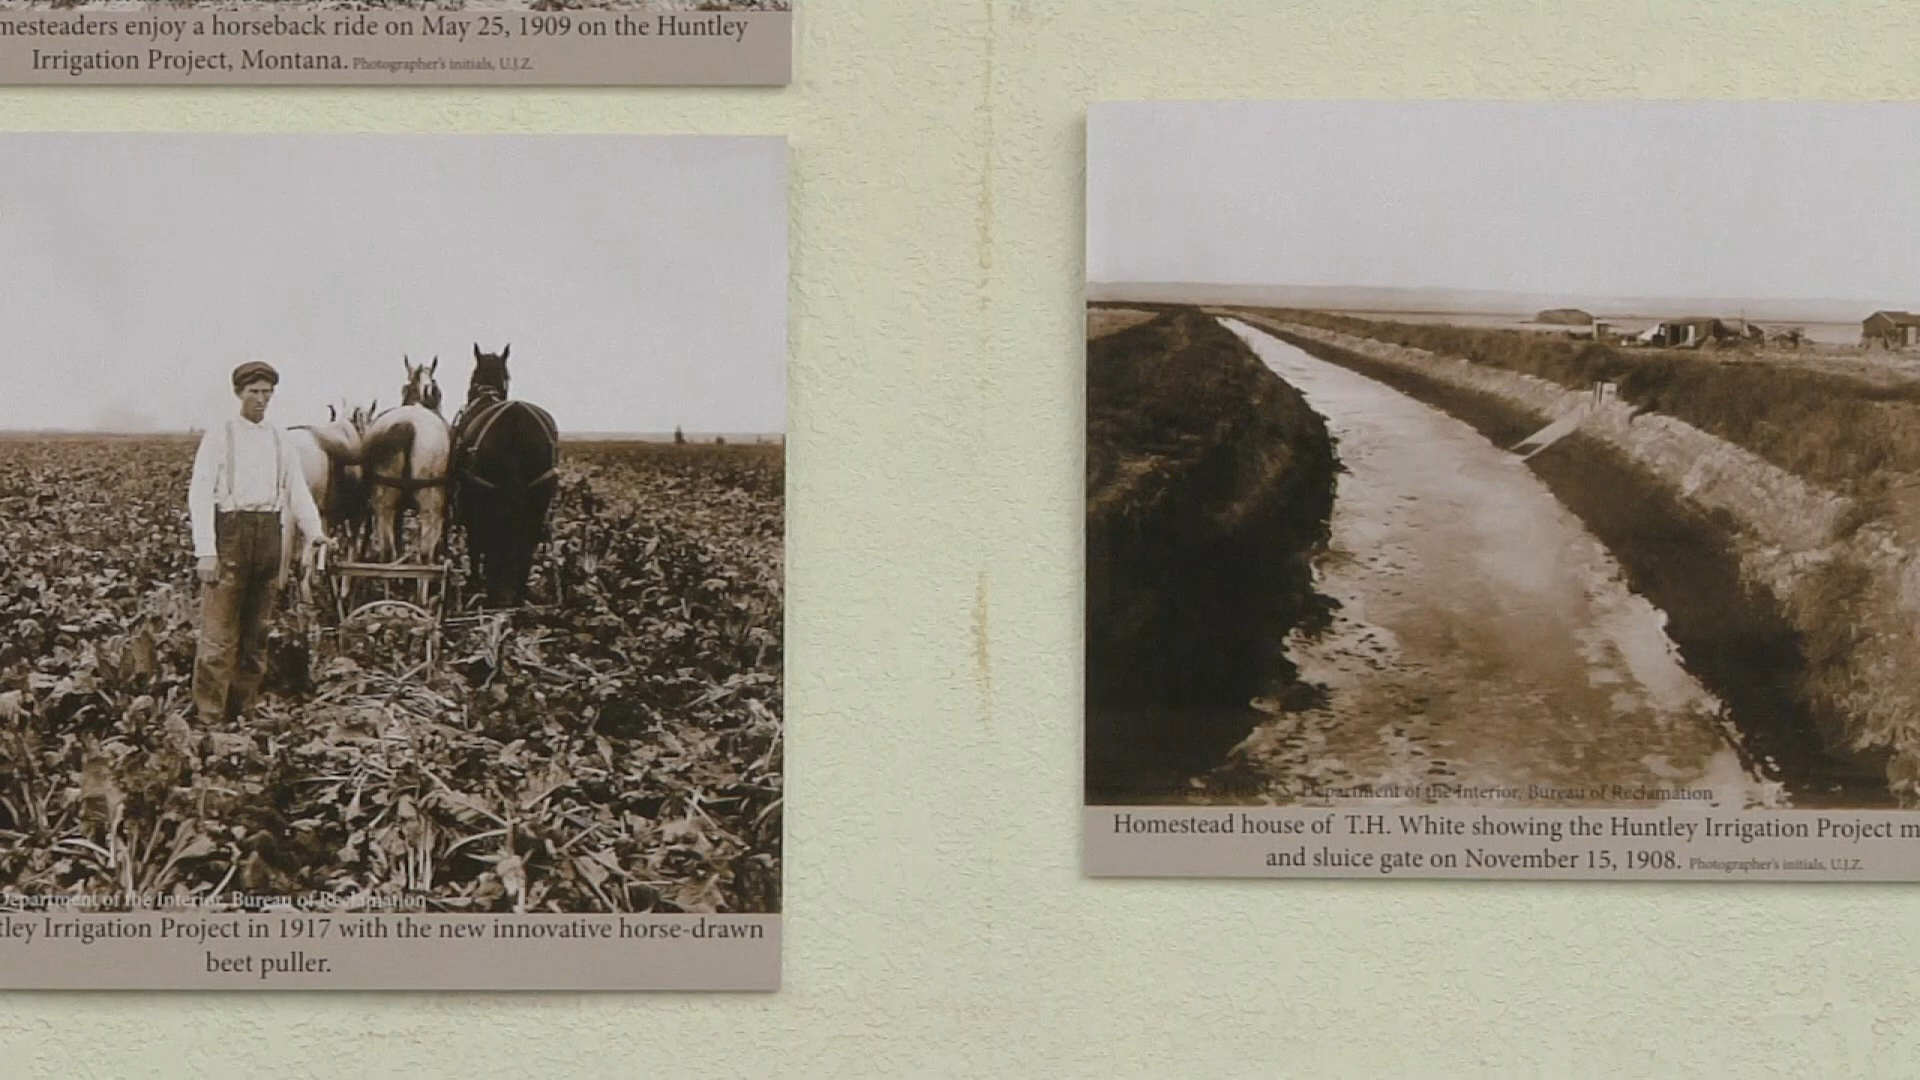 mesteaders enjoy a horseback ride on May 25, 1909 on the Huntley
Irrigation Project, Montana. Photographer's initials, U.J.Z.
Department of the Interior, Bureau of Reclamation
tley Irrigation Project in 1917 with the new innovative horse-drawn
beet puller.
courtesy of the U.S. Department of the Interior, Bureau of Reclamation
Homestead house of T.H. White showing the Huntley Irrigation Project m
and sluice gate on November 15, 1908. Photographer's initials, U.J.Z.